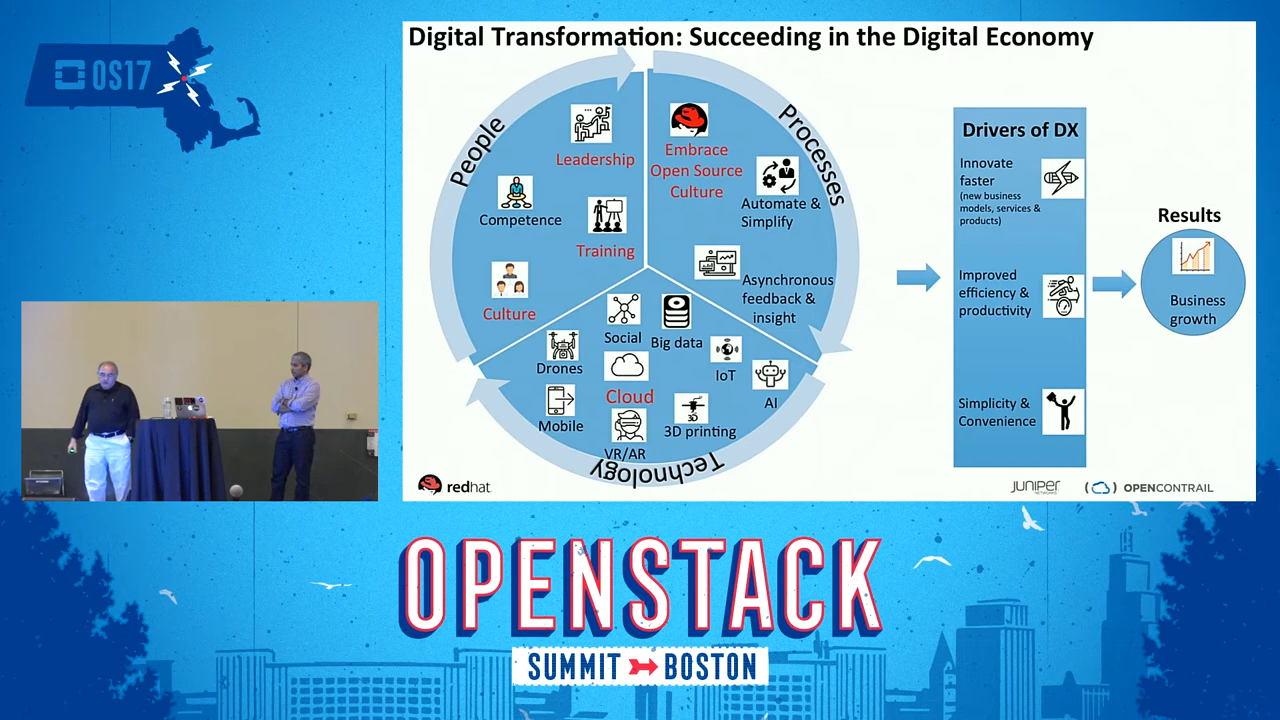 OS17
Digital Transformation: Succeeding in the Digital Economy
People
Leadership
Competence
Training
Culture
Processes
Embrace
Open Source
Culture
Automate &
Simplify
Asynchronous
feedback &
insight
Social
Big data
Drones
IoT
Cloud
AI
Mobile
3D
3D printing
VR/AR
Technology
Drivers of DX
Innovate
faster
(new business
models, services &
products)
Improved
efficiency &
productivity
Simplicity &
Convenience
Results
Business
growth
redhat
JUNIPER
NETWORKS
OPENCONTRAIL
OPENSTACK
SUMMIT BOSTON